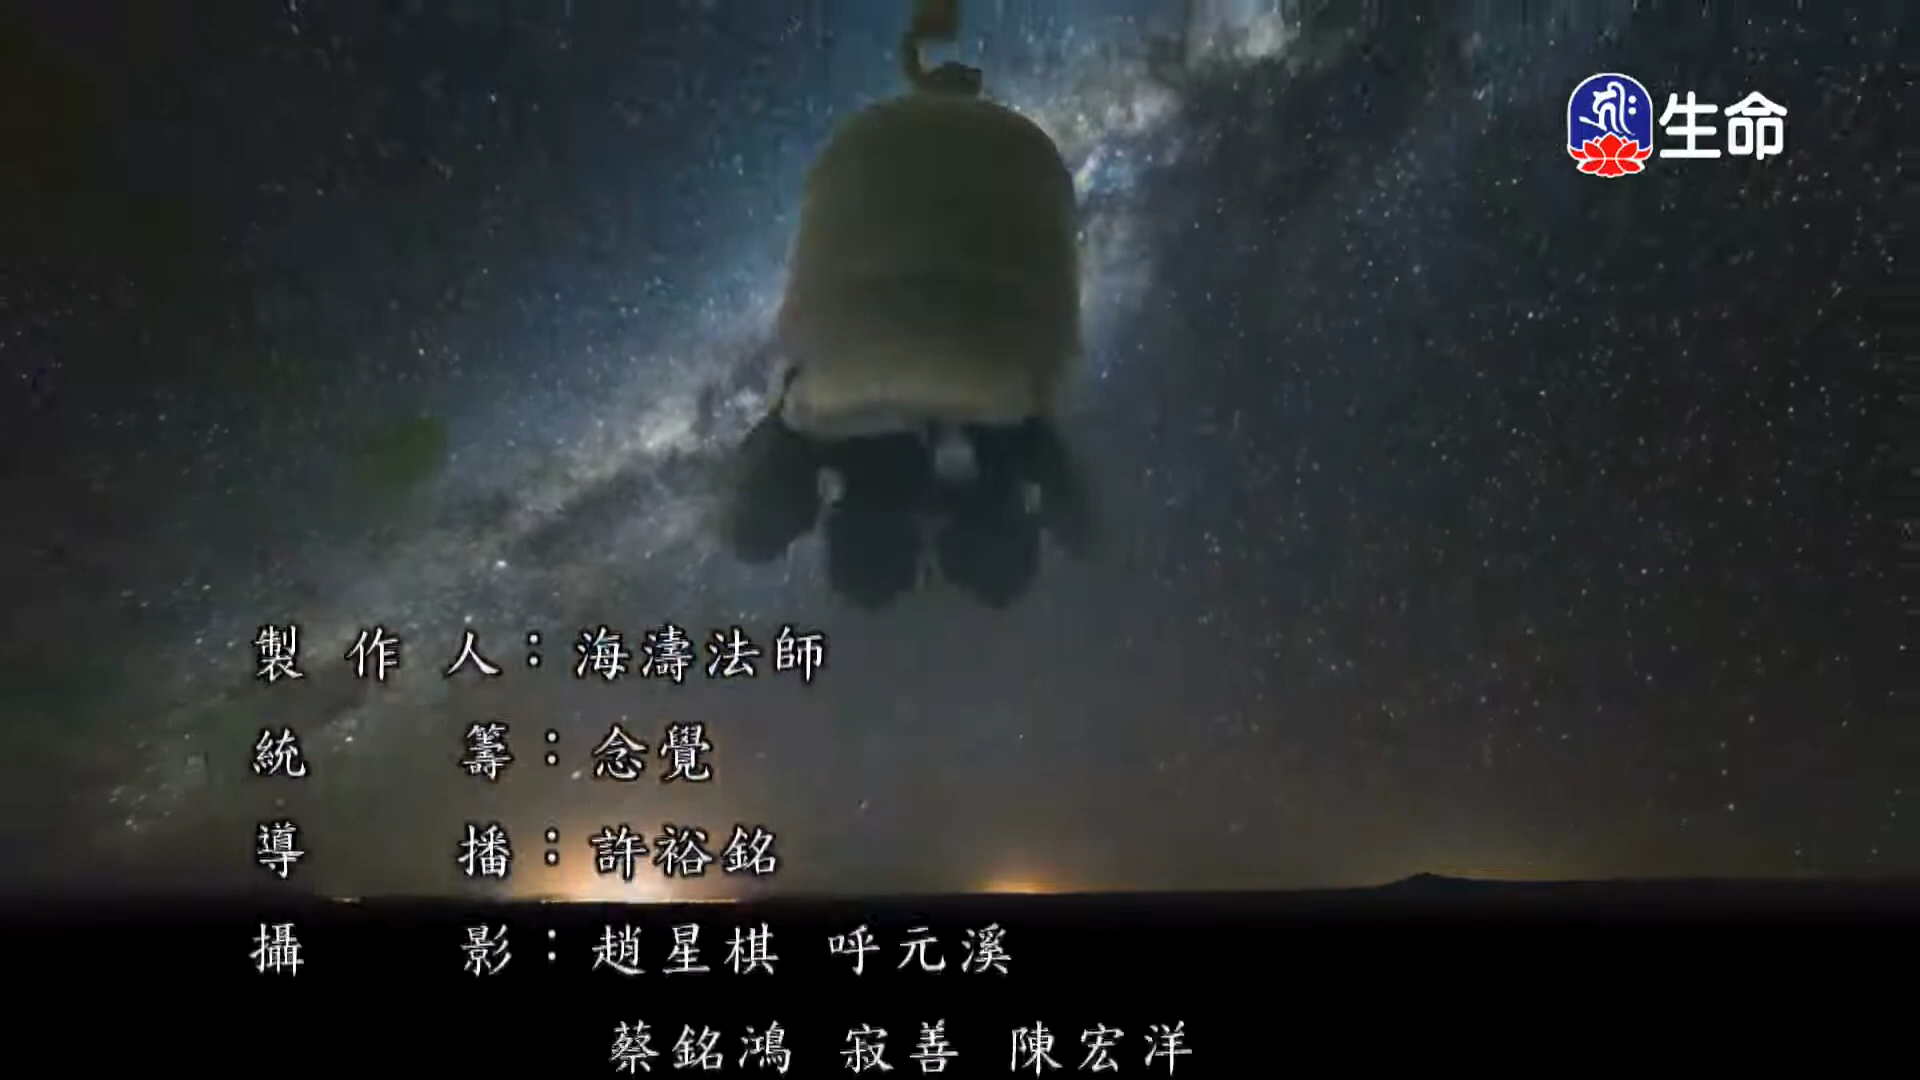 生命
製作人：海濤法師
統籌：念覺
導播：許裕銘
攝影：趙星棋 呼元溪
蔡銘鴻 寂善 陳宏洋